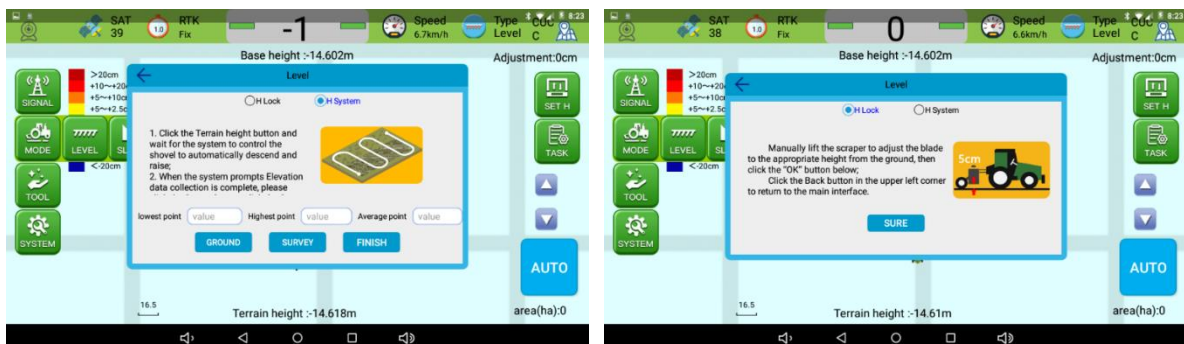 SAT 39
1.0
RTK Fix
-1
Speed 6.7km/h
Type Level C
8:23
Base height :-14.602m
Adjustment:0cm
SIGNAL
MODE
TOOL
SYSTEM
>20cm
+5~+10c
+5~+2.5c
<-20cm
LEVEL
Level
H Lock
H System
1. Click the Terrain height button and
wait for the system to control the
shovel to automatically descend and
raise;
2. When the system prompts Elevation
data collection is complete, please
lowest point value Highest point value Average point value
GROUND SURVEY FINISH
SET H
TASK
AUTO
16.5
Terrain height :-14.618m
area(ha):0
SAT 38
1.0
RTK Fix
0
Speed 6.6km/h
Type Level C
8:23
Base height :-14.602m
Adjustment:0cm
SIGNAL
MODE
TOOL
SYSTEM
>20cm
<-20cm
LEVEL
Level
H Lock
H System
Manually lift the scraper to adjust the blade
to the appropriate height from the ground, then
click the "OK" button below;
Click the Back button in the upper left corner
to return to the main interface.
5cm
SURE
SET H
TASK
AUTO
16.5
Terrain height :-14.61m
area(ha):0